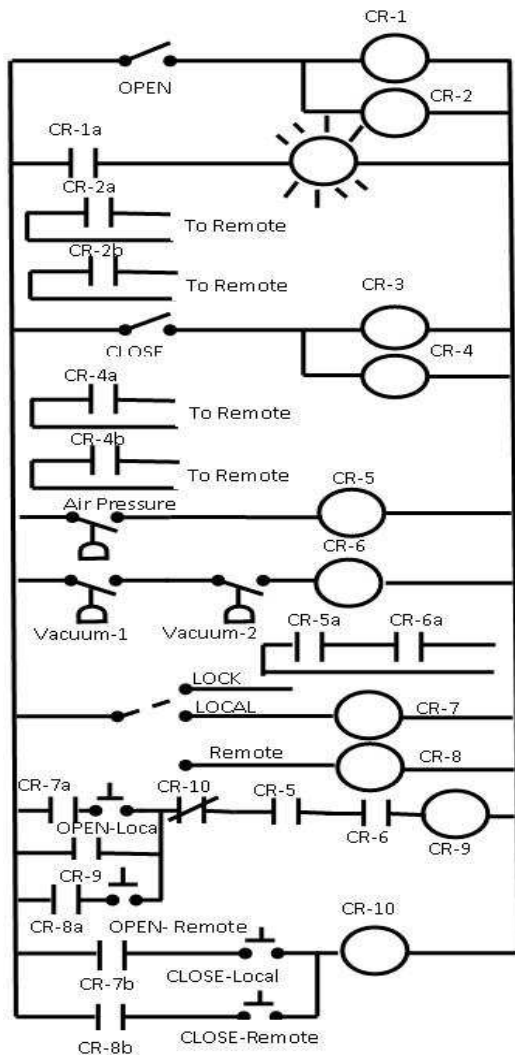 CR-1
OPEN
CR-2
CR-1a
CR-2a
To Remote
CR-2b
To Remote
CR-3
CLOSE
CR-4
CR-4a
To Remote
CR-4b
To Remote
CR-5
Air Pressure
CR-6
Vacuum-1
Vacuum-2
CR-5a
CR-6a
LOCK
LOCAL
CR-7
Remote
CR-8
CR-7a
CR-10
CR-5
OPEN-Local
CR-6
CR-9
CR-9
CR-8a
OPEN- Remote
CR-10
CR-7b
CLOSE-Local
CR-8b
CLOSE-Remote